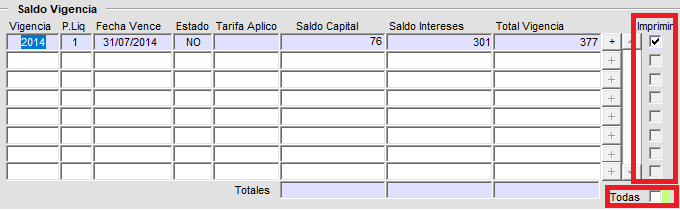 Saldo Vigencia
Vigencia P.Liq Fecha Vence Estado Tarifa Aplico Saldo Capital Saldo Intereses Total Vigencia Imprimir
2014 1 31/07/2014 NO 76 301 377 +
+
+
+
+
+
+
+
Totales
Todas